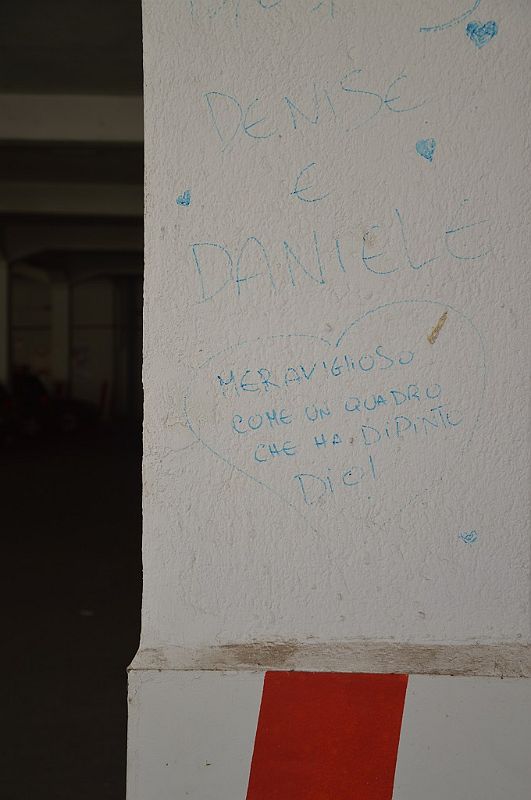 DENISE
E
DANIELE
MERAVIGLIOSO
COME UN QUADRO
CHE HA DIPINTO
DIO!